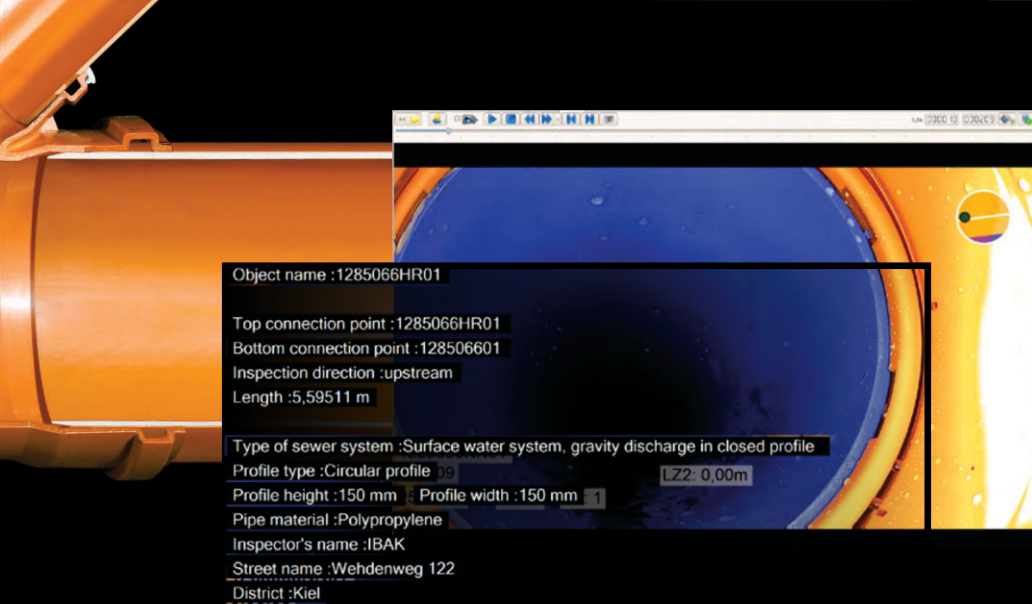 Object name :1285066HR01
Top connection point :1285066HR01
Bottom connection point :128506601
Inspection direction :upstream
Length :5,59511 m
Type of sewer system :Surface water system, gravity discharge in closed profile
Profile type :Circular profile
LZ2: 0,00m
Profile height :150 mm Profile width :150 mm : 1
Pipe material :Polypropylene
Inspector's name :IBAK
Street name :Wehdenweg 122
District :Kiel